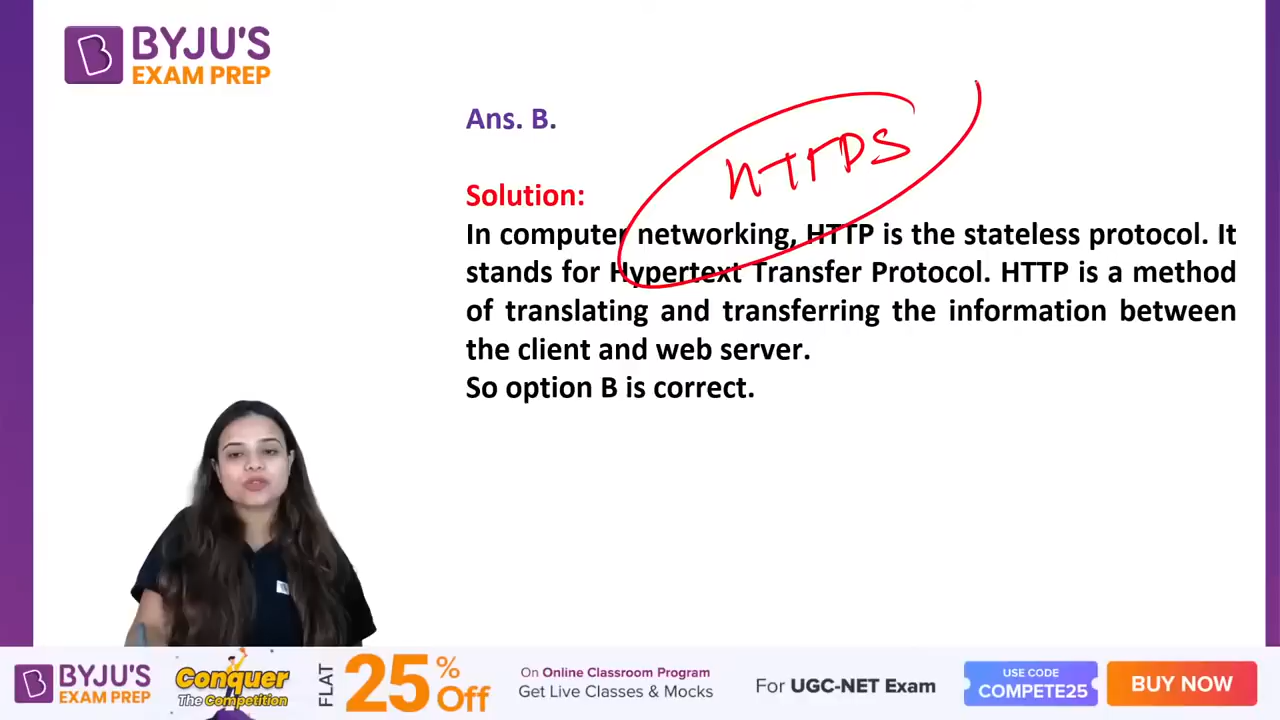 BYJU'S
EXAM PREP
Ans. B.
HTTPS
Solution:
In computer networking, HTTP is the stateless protocol. It
stands for Hypertext Transfer Protocol. HTTP is a method
of translating and transferring the information between
the client and web server.
So option B is correct.
BYJU'S
EXAM PREP
Conquer
The Competition
FLAT
25% Off
On Online Classroom Program
Get Live Classes & Mocks
For UGC-NET Exam
USE CODE
COMPETE25
BUY NOW